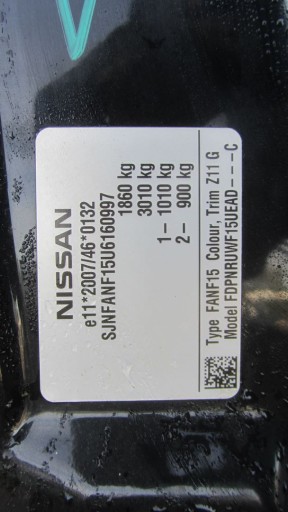 NISSAN
e11*2007/46*0132
SJNFANF15U6160997
1860 kg
3010 kg
1– 1010 kg
2– 900 kg
Type FANF15 Colour, Trim Z11 G
Model FDPNRUWF15UEAD---C